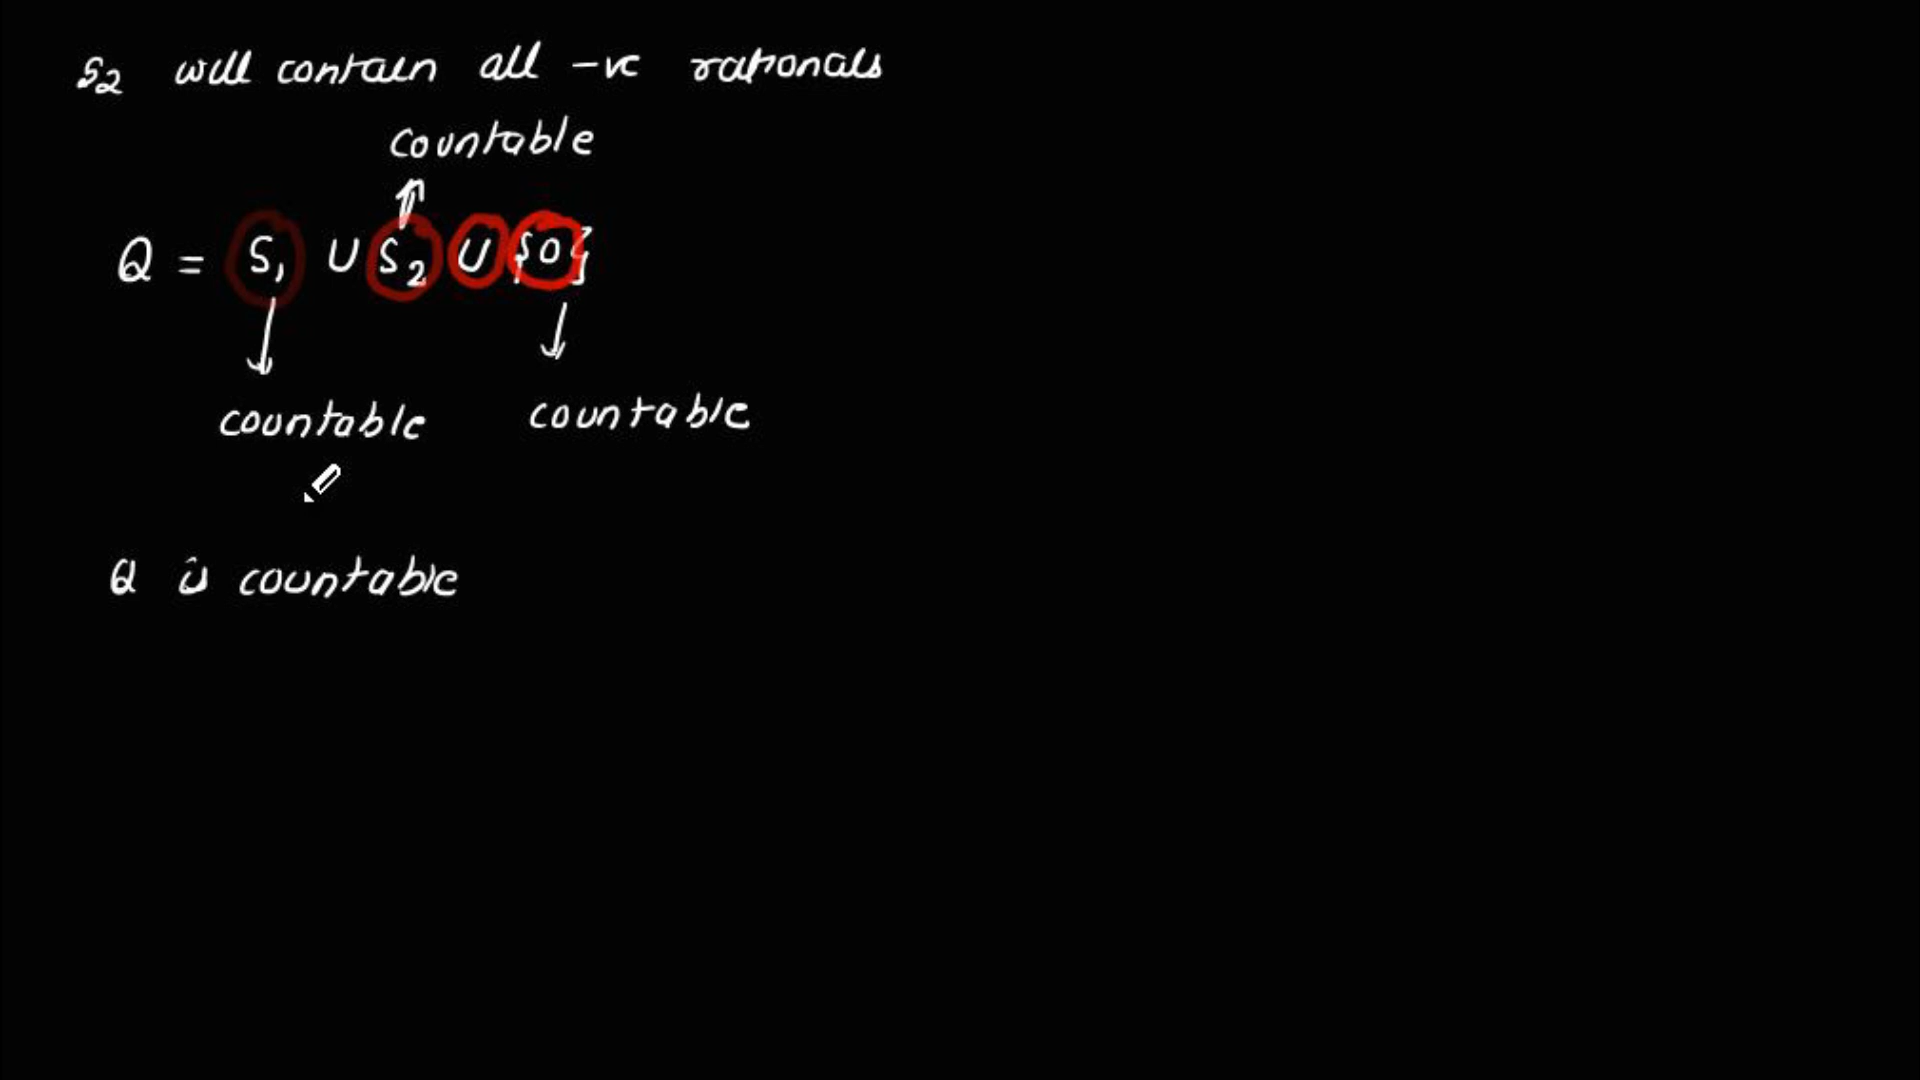 S2 will contain all -ve rationals
countable
Q = S1 ∪ S2 ∪ {0}
countable countable
Q is countable